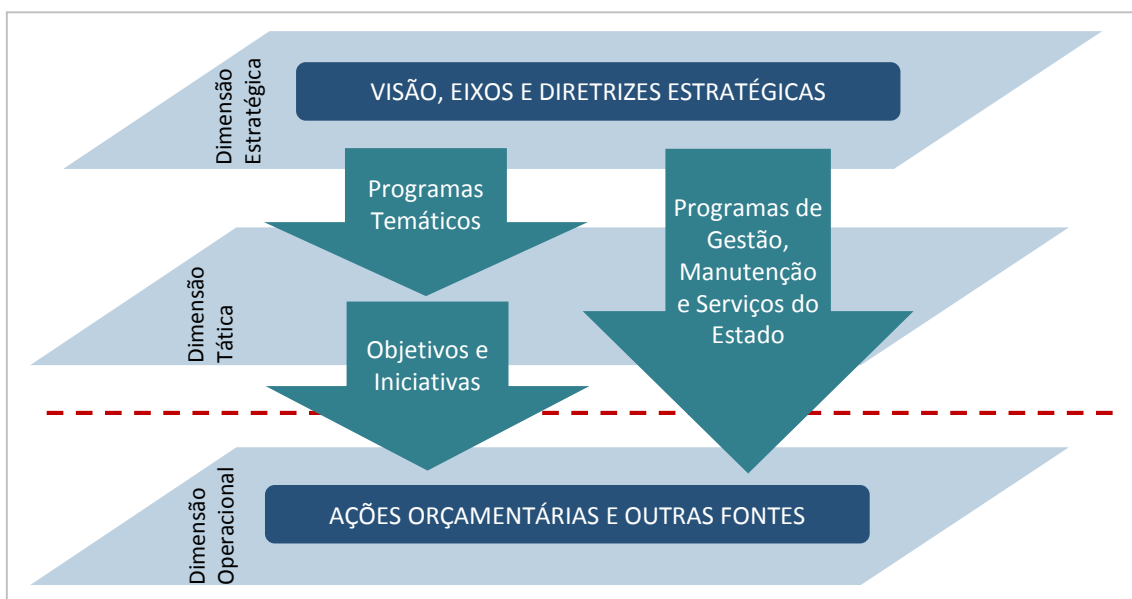 Dimensão
Estratégica
VISÃO, EIXOS E DIRETRIZES ESTRATÉGICAS
Programas
Temáticos
Programas de
Gestão,
Manutenção
e Serviços do
Estado
Dimensão
Tática
Objetivos e
Iniciativas
Dimensão
Operacional
AÇÕES ORÇAMENTÁRIAS E OUTRAS FONTES